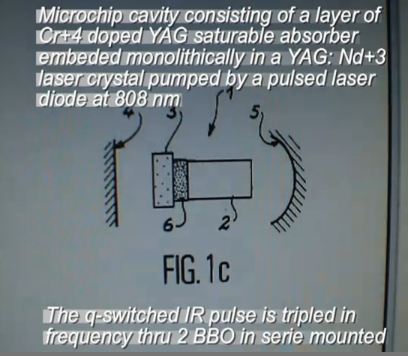 Microchip cavity consisting of a layer of
Cr+4 doped YAG saturable absorber
embeded monolithically in a YAG: Nd+3
laser crystal pumped by a pulsed laser
diode at 808 nm
1
4
3
5
6
2
FIG. 1c
The q-switched IR pulse is tripled in
frequency thru 2 BBO in serie mounted